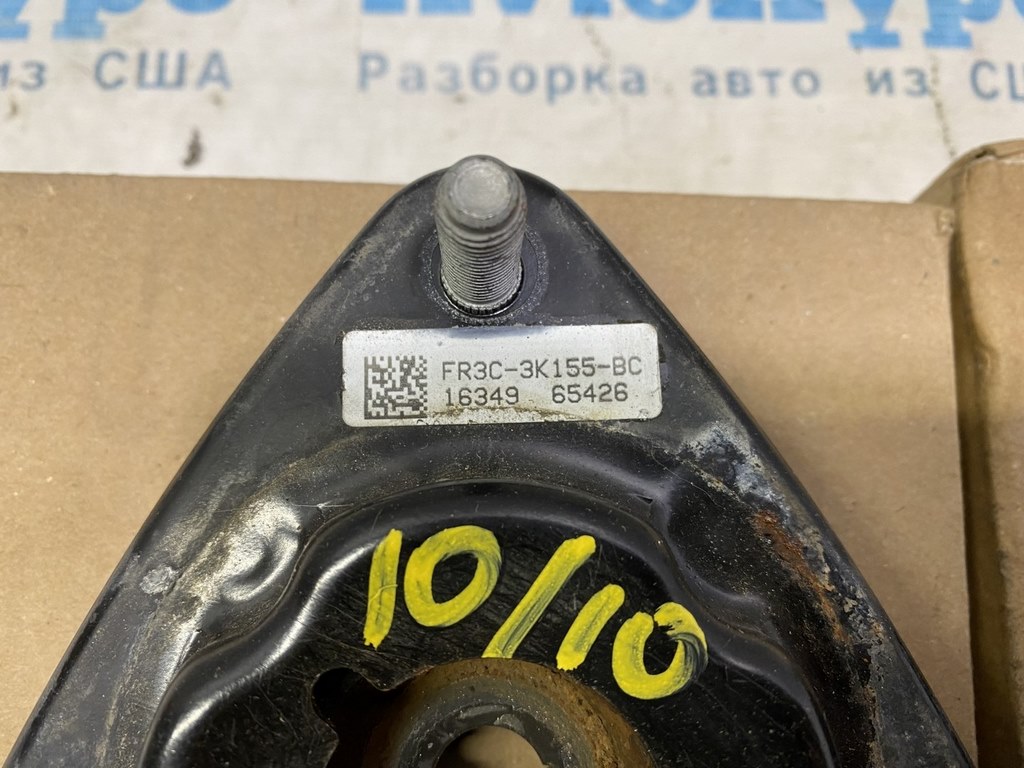 из США Разборка авто из США
FR3C-3K155-BC
16349 65426
10/10